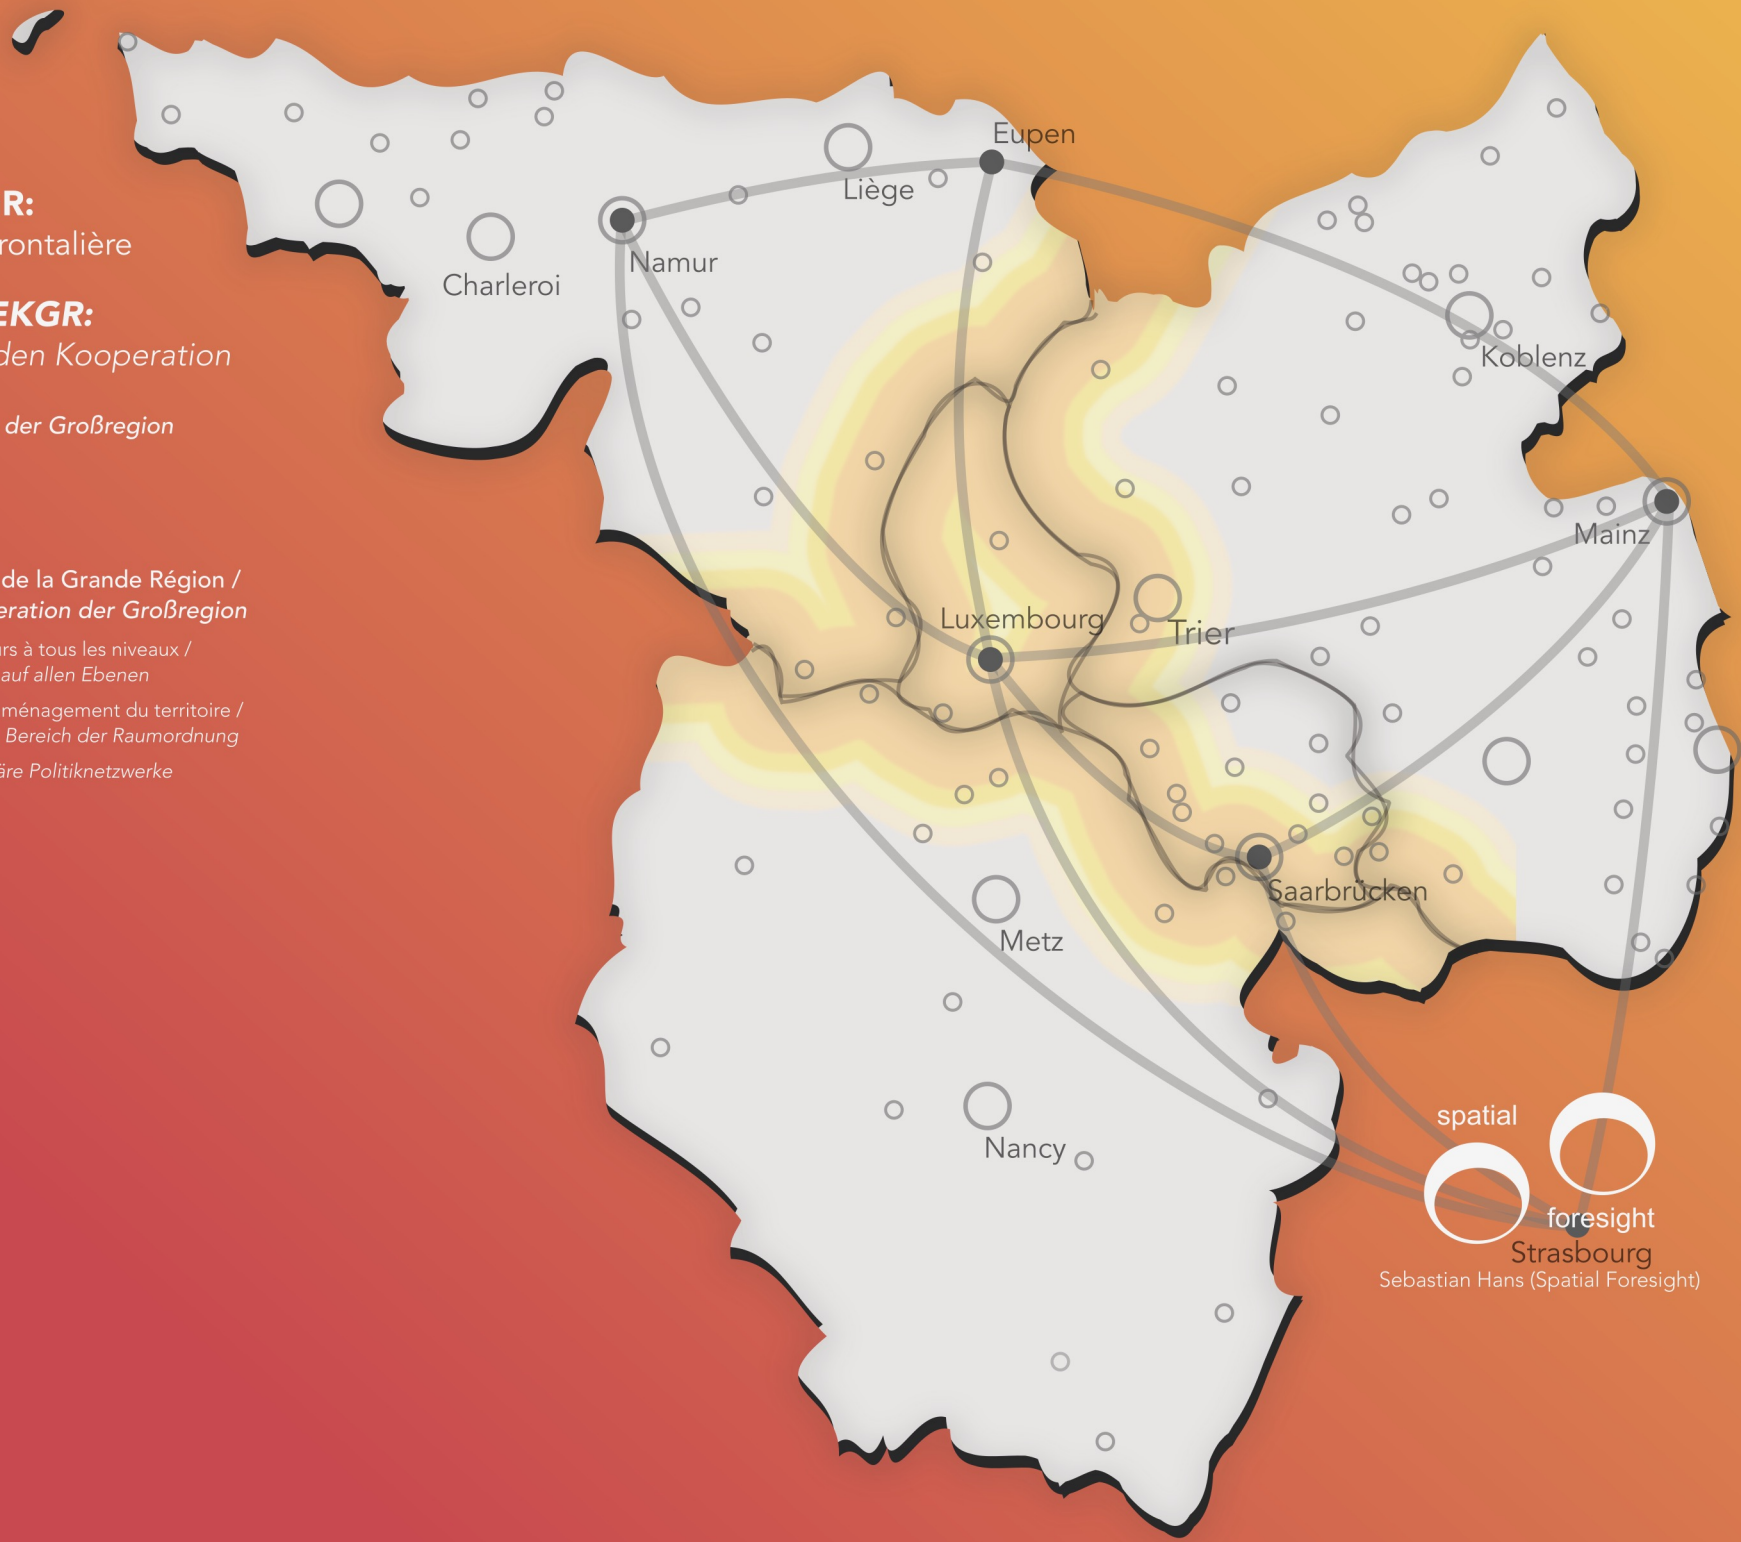 R:
rontalière
EKGR:
den Kooperation
der Großregion
de la Grande Région /
eration der Großregion
rs à tous les niveaux /
auf allen Ebenen
ménagement du territoire /
Bereich der Raumordnung
äre Politiknetzwerke
Eupen
Liège
Namur
Charleroi
Koblenz
Mainz
Luxembourg
Trier
Saarbrücken
Metz
Nancy
spatial
foresight
Strasbourg
Sebastian Hans (Spatial Foresight)